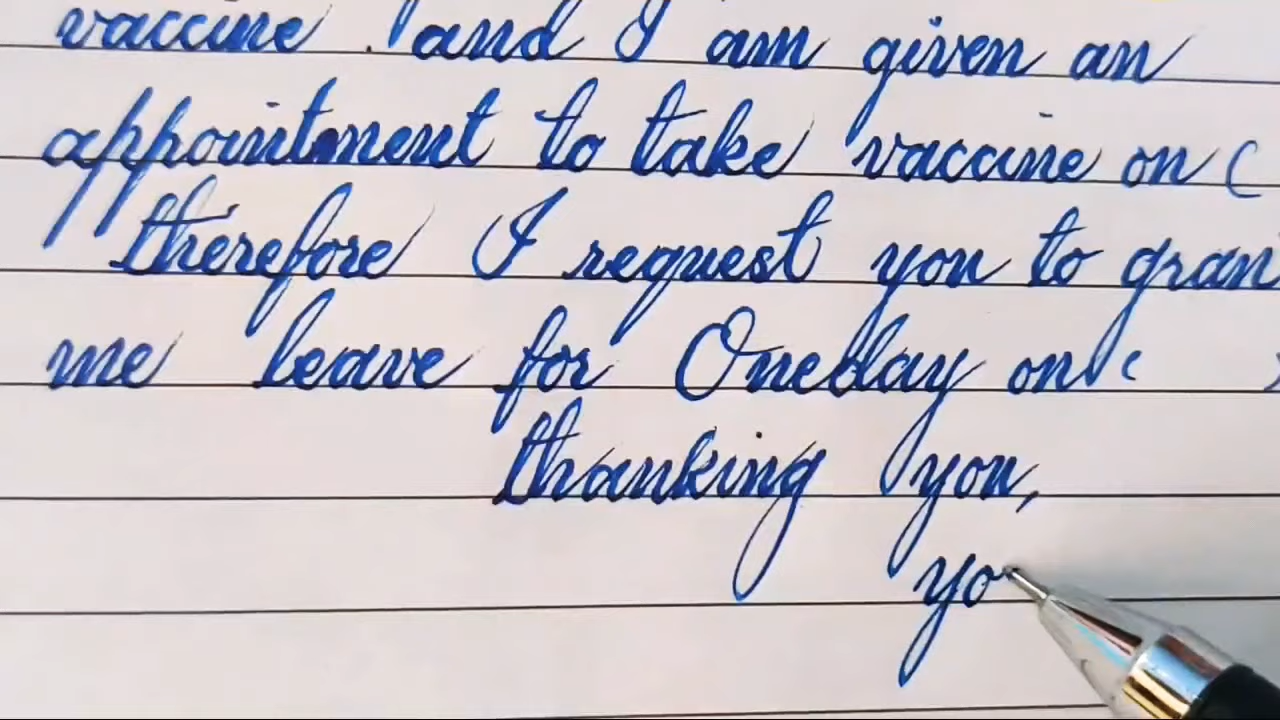 vaccine . and I am given an
appointment to take vaccine on (
therefore I request you to gran
me leave for Oneday on ( )
thanking you,
yo